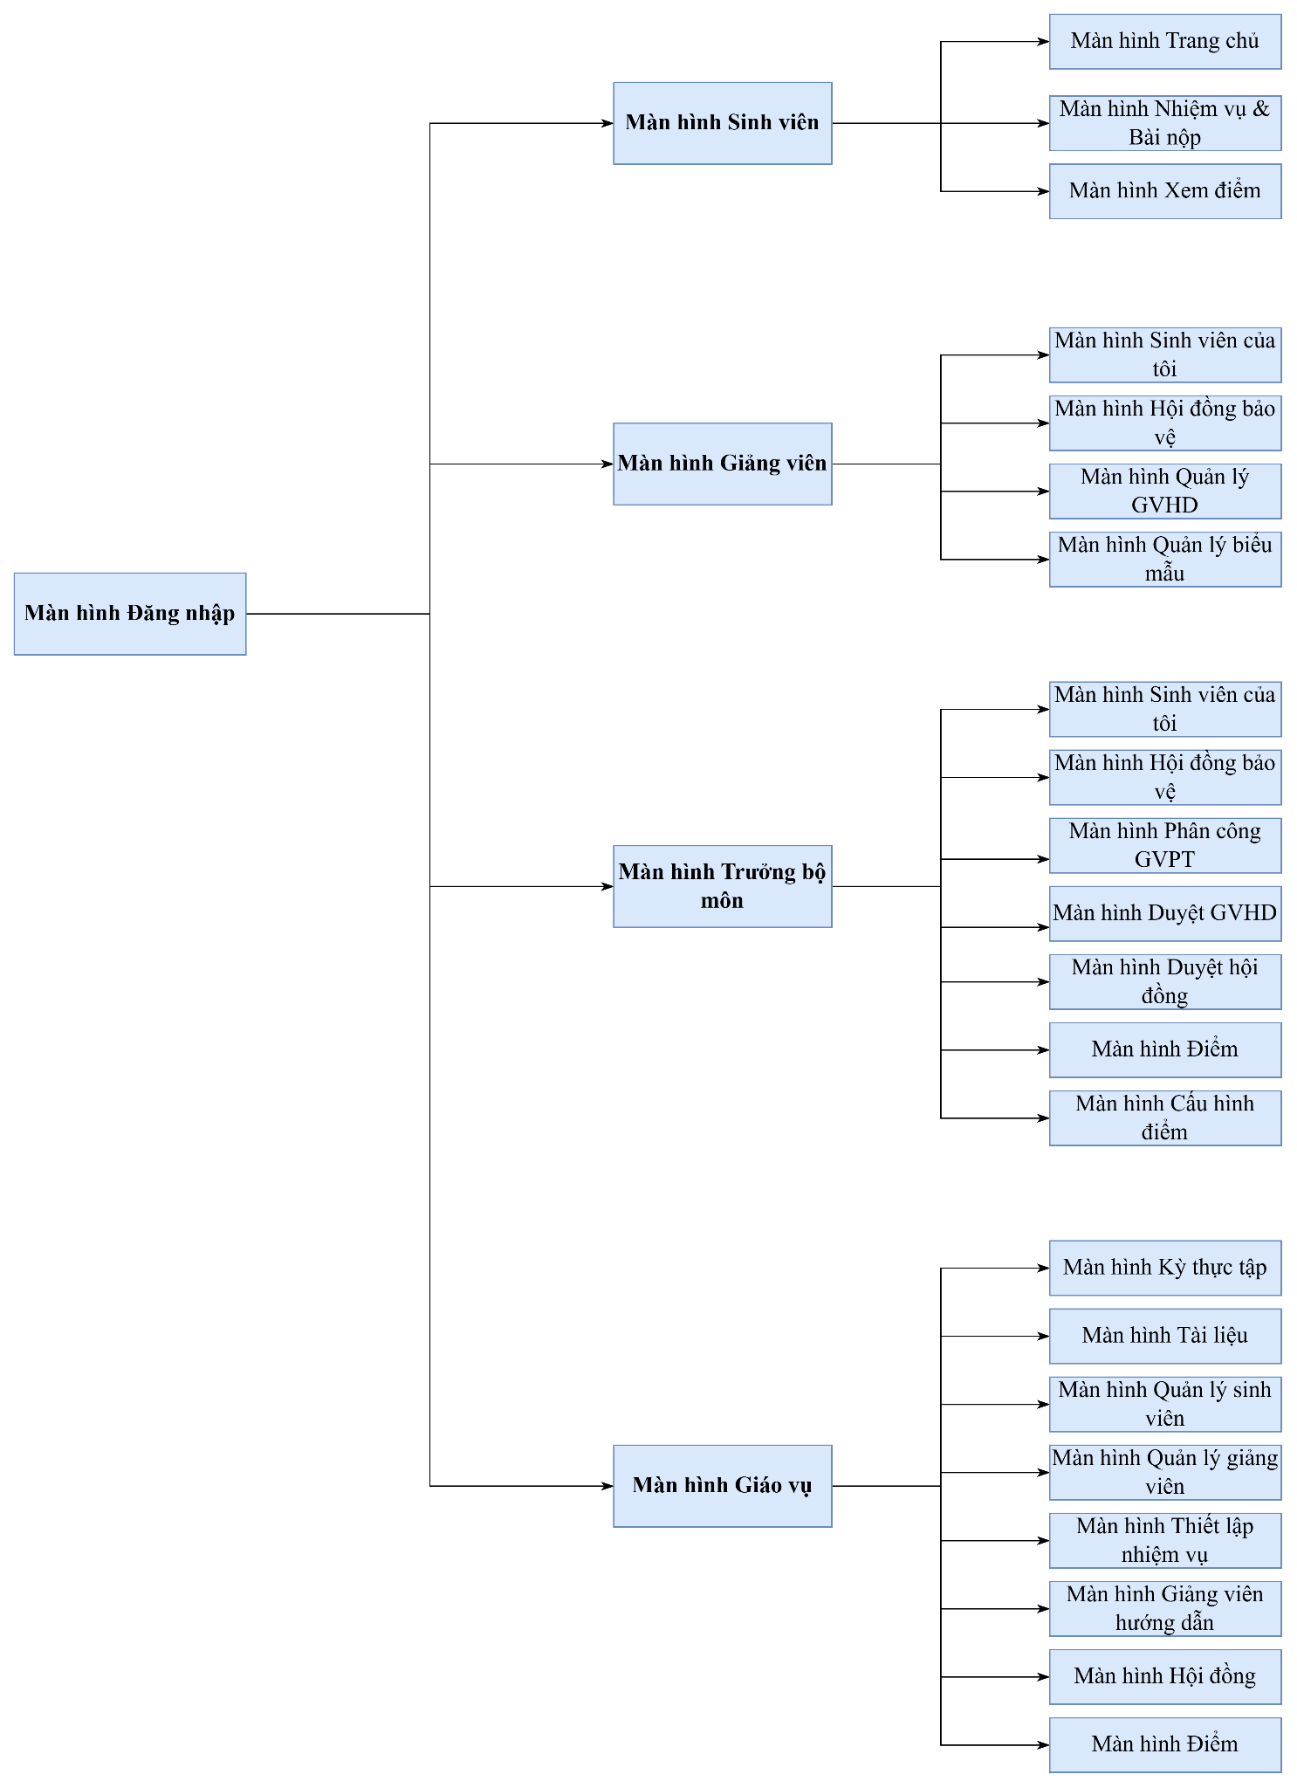 Màn hình Đăng nhập
Màn hình Sinh viên
Màn hình Trang chủ
Màn hình Nhiệm vụ &
Bài nộp
Màn hình Xem điểm
Màn hình Giảng viên
Màn hình Sinh viên của
tôi
Màn hình Hội đồng bảo
vệ
Màn hình Quản lý
GVHD
Màn hình Quản lý biểu
mẫu
Màn hình Trưởng bộ
môn
Màn hình Sinh viên của
tôi
Màn hình Hội đồng bảo
vệ
Màn hình Phân công
GVPT
Màn hình Duyệt GVHD
Màn hình Duyệt hội
đồng
Màn hình Điểm
Màn hình Cấu hình
điểm
Màn hình Giáo vụ
Màn hình Kỳ thực tập
Màn hình Tài liệu
Màn hình Quản lý sinh
viên
Màn hình Quản lý giảng
viên
Màn hình Thiết lập
nhiệm vụ
Màn hình Giảng viên
hướng dẫn
Màn hình Hội đồng
Màn hình Điểm